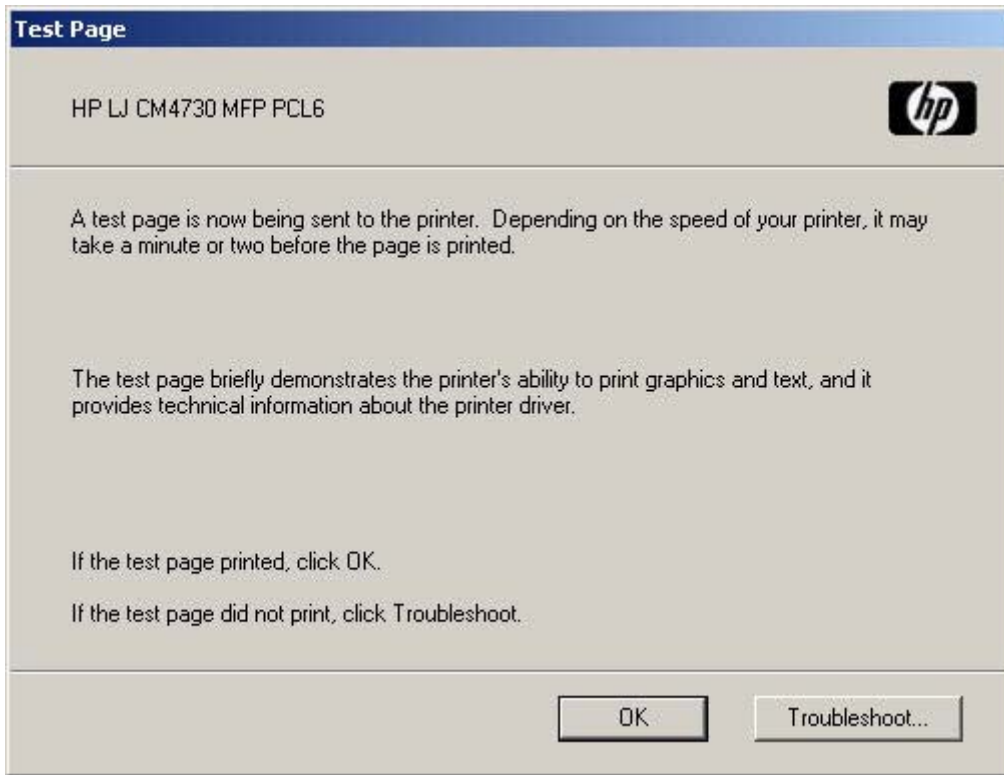 Test Page
HP LJ CM4730 MFP PCL6
hp
A test page is now being sent to the printer.  Depending on the speed of your printer, it may
take a minute or two before the page is printed.
The test page briefly demonstrates the printer's ability to print graphics and text, and it
provides technical information about the printer driver.
If the test page printed, click OK.
If the test page did not print, click Troubleshoot.
OK
Troubleshoot...